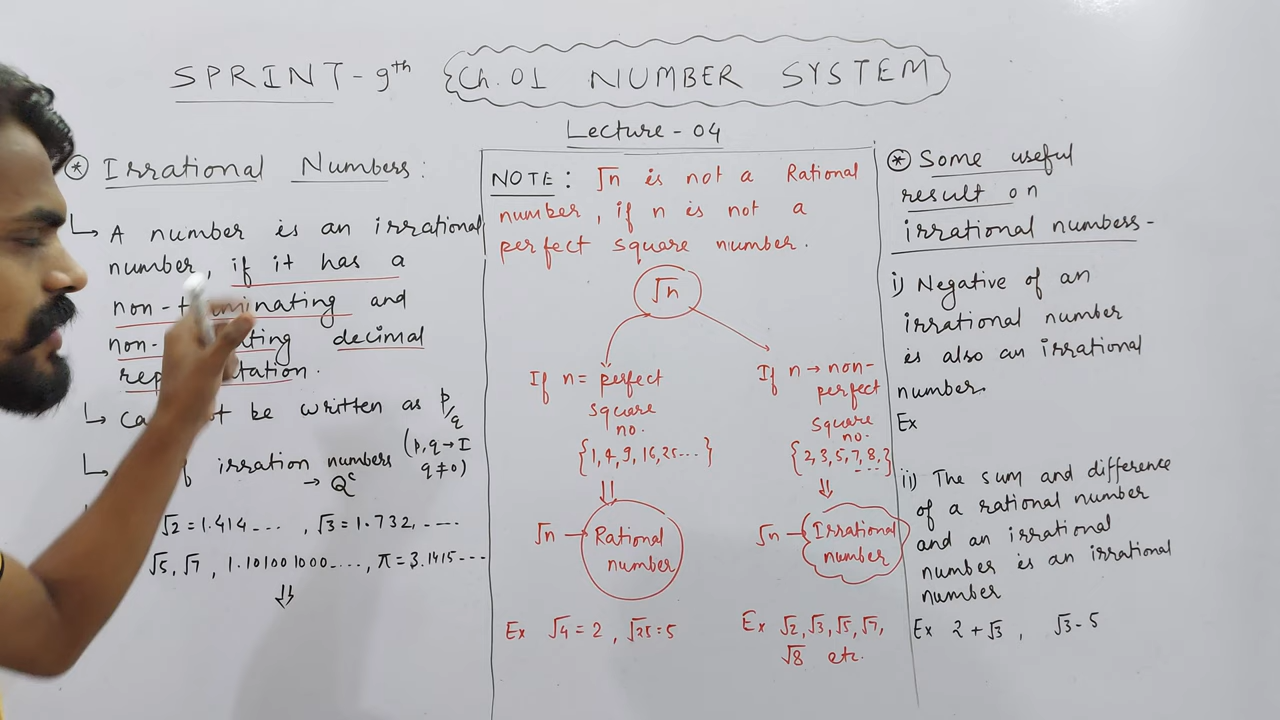 SPRINT - 9th
Ch. 01 NUMBER SYSTEM
Lecture - 04
* Irrational Numbers :
↳ A number is an irrational
number, if it has a
non-terminating and
decimal
↳ be written as p/q
(p, q → I
q ≠ 0)
↳ irration numbers
→ Qᶜ
√2 = 1.414 .... , √3 = 1.732, .....
√5, √7, 1.101001000....., π = 3.1415.....
⇓
NOTE : √n is not a Rational
number, if n is not a
perfect square number.
√n
If n = perfect
square
no.
{1, 4, 9, 16, 25...}
⇓
√n → Rational
number
Ex √4 = 2 , √25 = 5
If n → non-
perfect
square
no.
{2, 3, 5, 7, 8, ...}
⇓
√n → Irrational
number
Ex √2, √3, √5, √7,
√8 etc.
* Some useful
result on
irrational numbers -
i) Negative of an
irrational number
is also an irrational
number.
Ex
ii) The sum and difference
of a rational number
and an irrational
number is an irrational
number
Ex 2 + √3 , √3 - 5